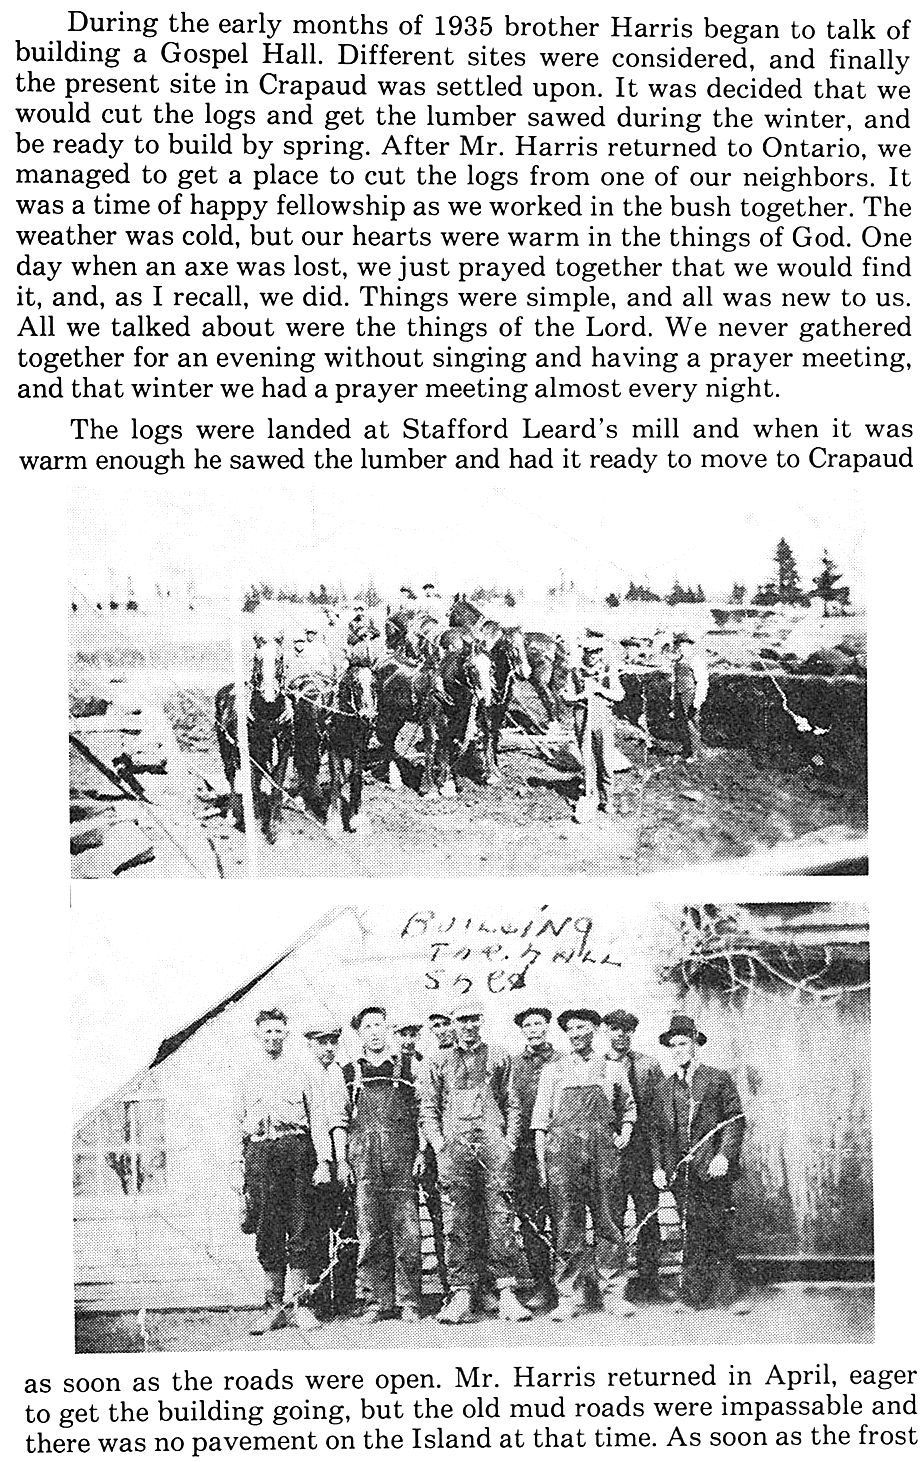 During the early months of 1935 brother Harris began to talk of
building a Gospel Hall. Different sites were considered, and finally
the present site in Crapaud was settled upon. It was decided that we
would cut the logs and get the lumber sawed during the winter, and
be ready to build by spring. After Mr. Harris returned to Ontario, we
managed to get a place to cut the logs from one of our neighbors. It
was a time of happy fellowship as we worked in the bush together. The
weather was cold, but our hearts were warm in the things of God. One
day when an axe was lost, we just prayed together that we would find
it, and, as I recall, we did. Things were simple, and all was new to us.
All we talked about were the things of the Lord. We never gathered
together for an evening without singing and having a prayer meeting,
and that winter we had a prayer meeting almost every night.
The logs were landed at Stafford Leard's mill and when it was
warm enough he sawed the lumber and had it ready to move to Crapaud
BUILDING
The hALL
Shed
as soon as the roads were open. Mr. Harris returned in April, eager
to get the building going, but the old mud roads were impassable and
there was no pavement on the Island at that time. As soon as the frost